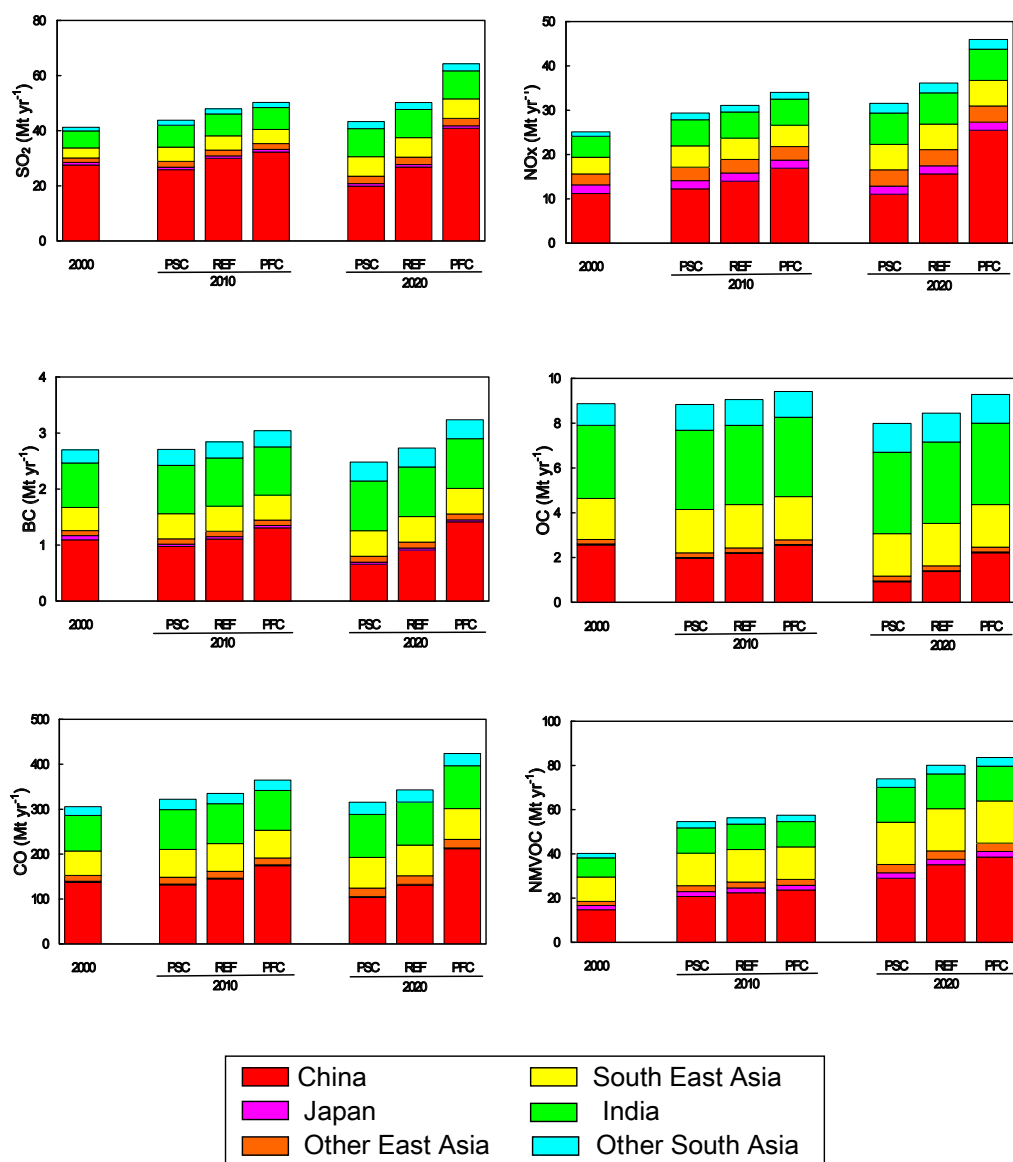 80
60
40
20
0
SO₂ (Mt yr⁻¹)
2000
PSC REF PFC
2010
PSC REF PFC
2020
50
40
30
20
10
0
NOx (Mt yr⁻¹)
2000
PSC REF PFC
2010
PSC REF PFC
2020
4
3
2
1
0
BC (Mt yr⁻¹)
2000
PSC REF PFC
2010
PSC REF PFC
2020
10
8
6
4
2
0
OC (Mt yr⁻¹)
2000
PSC REF PFC
2010
PSC REF PFC
2020
500
400
300
200
100
0
CO (Mt yr⁻¹)
2000
PSC REF PFC
2010
PSC REF PFC
2020
100
80
60
40
20
0
NMVOC (Mt yr⁻¹)
2000
PSC REF PFC
2010
PSC REF PFC
2020
China
South East Asia
Japan
India
Other East Asia
Other South Asia